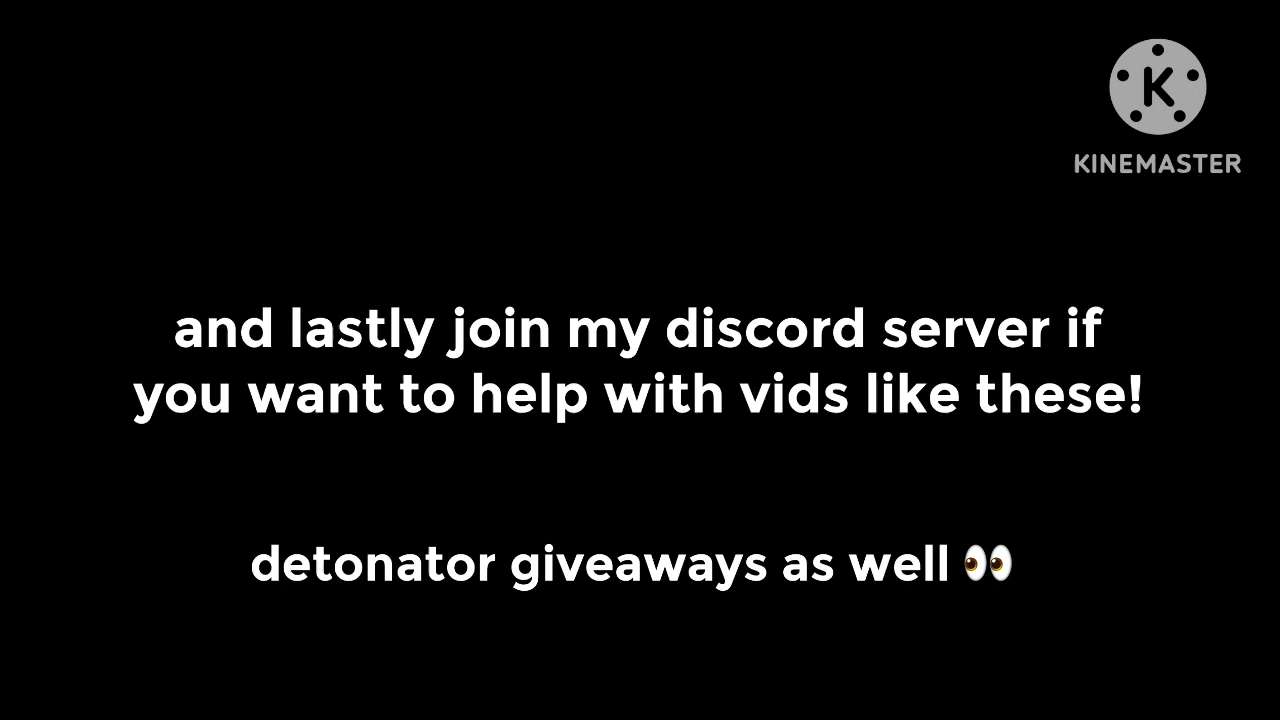 K
KINEMASTER
and lastly join my discord server if
you want to help with vids like these!
detonator giveaways as well 👀